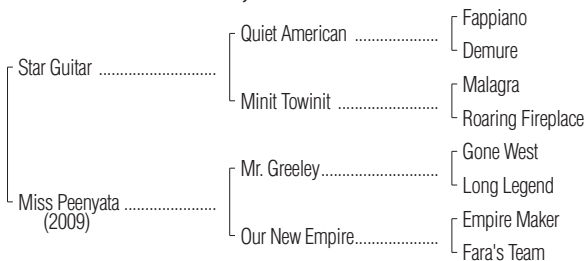 Fappiano
Quiet American ..................
Demure
Star Guitar ...........................
Malagra
Minit Towinit ......................
Roaring Fireplace
Gone West
Mr. Greeley..........................
Long Legend
Miss Peenyata .....................
(2009)
Empire Maker
Our New Empire..................
Fara's Team